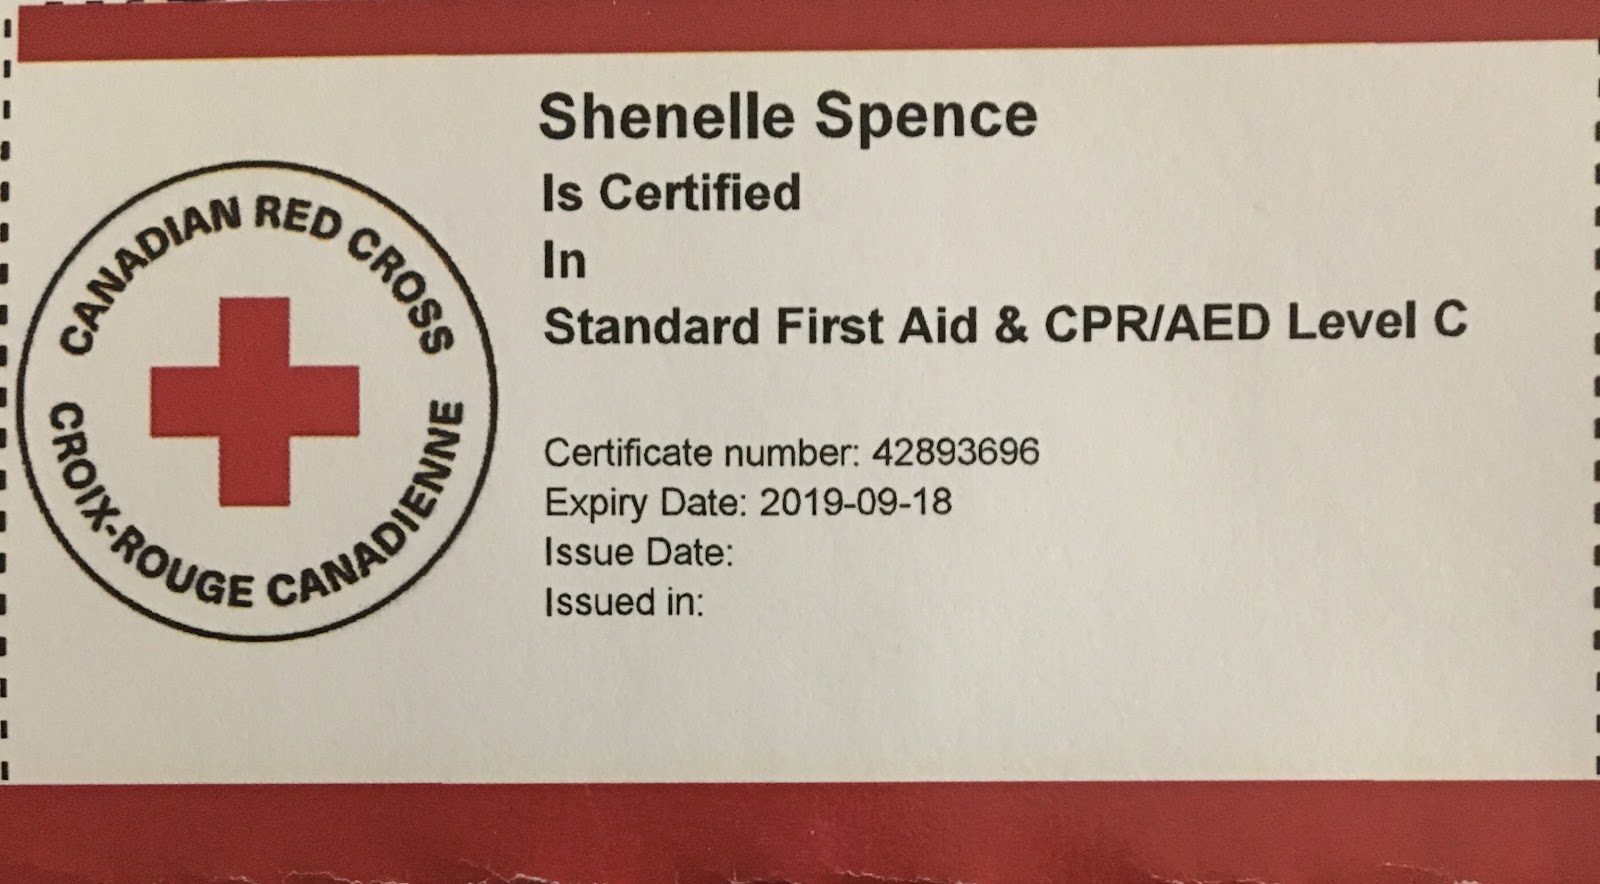 CANADIAN RED CROSS
CROIX-ROUGE CANADIENNE
Shenelle Spence
Is Certified
In
Standard First Aid & CPR/AED Level C
Certificate number: 42893696
Expiry Date: 2019-09-18
Issue Date:
Issued in: